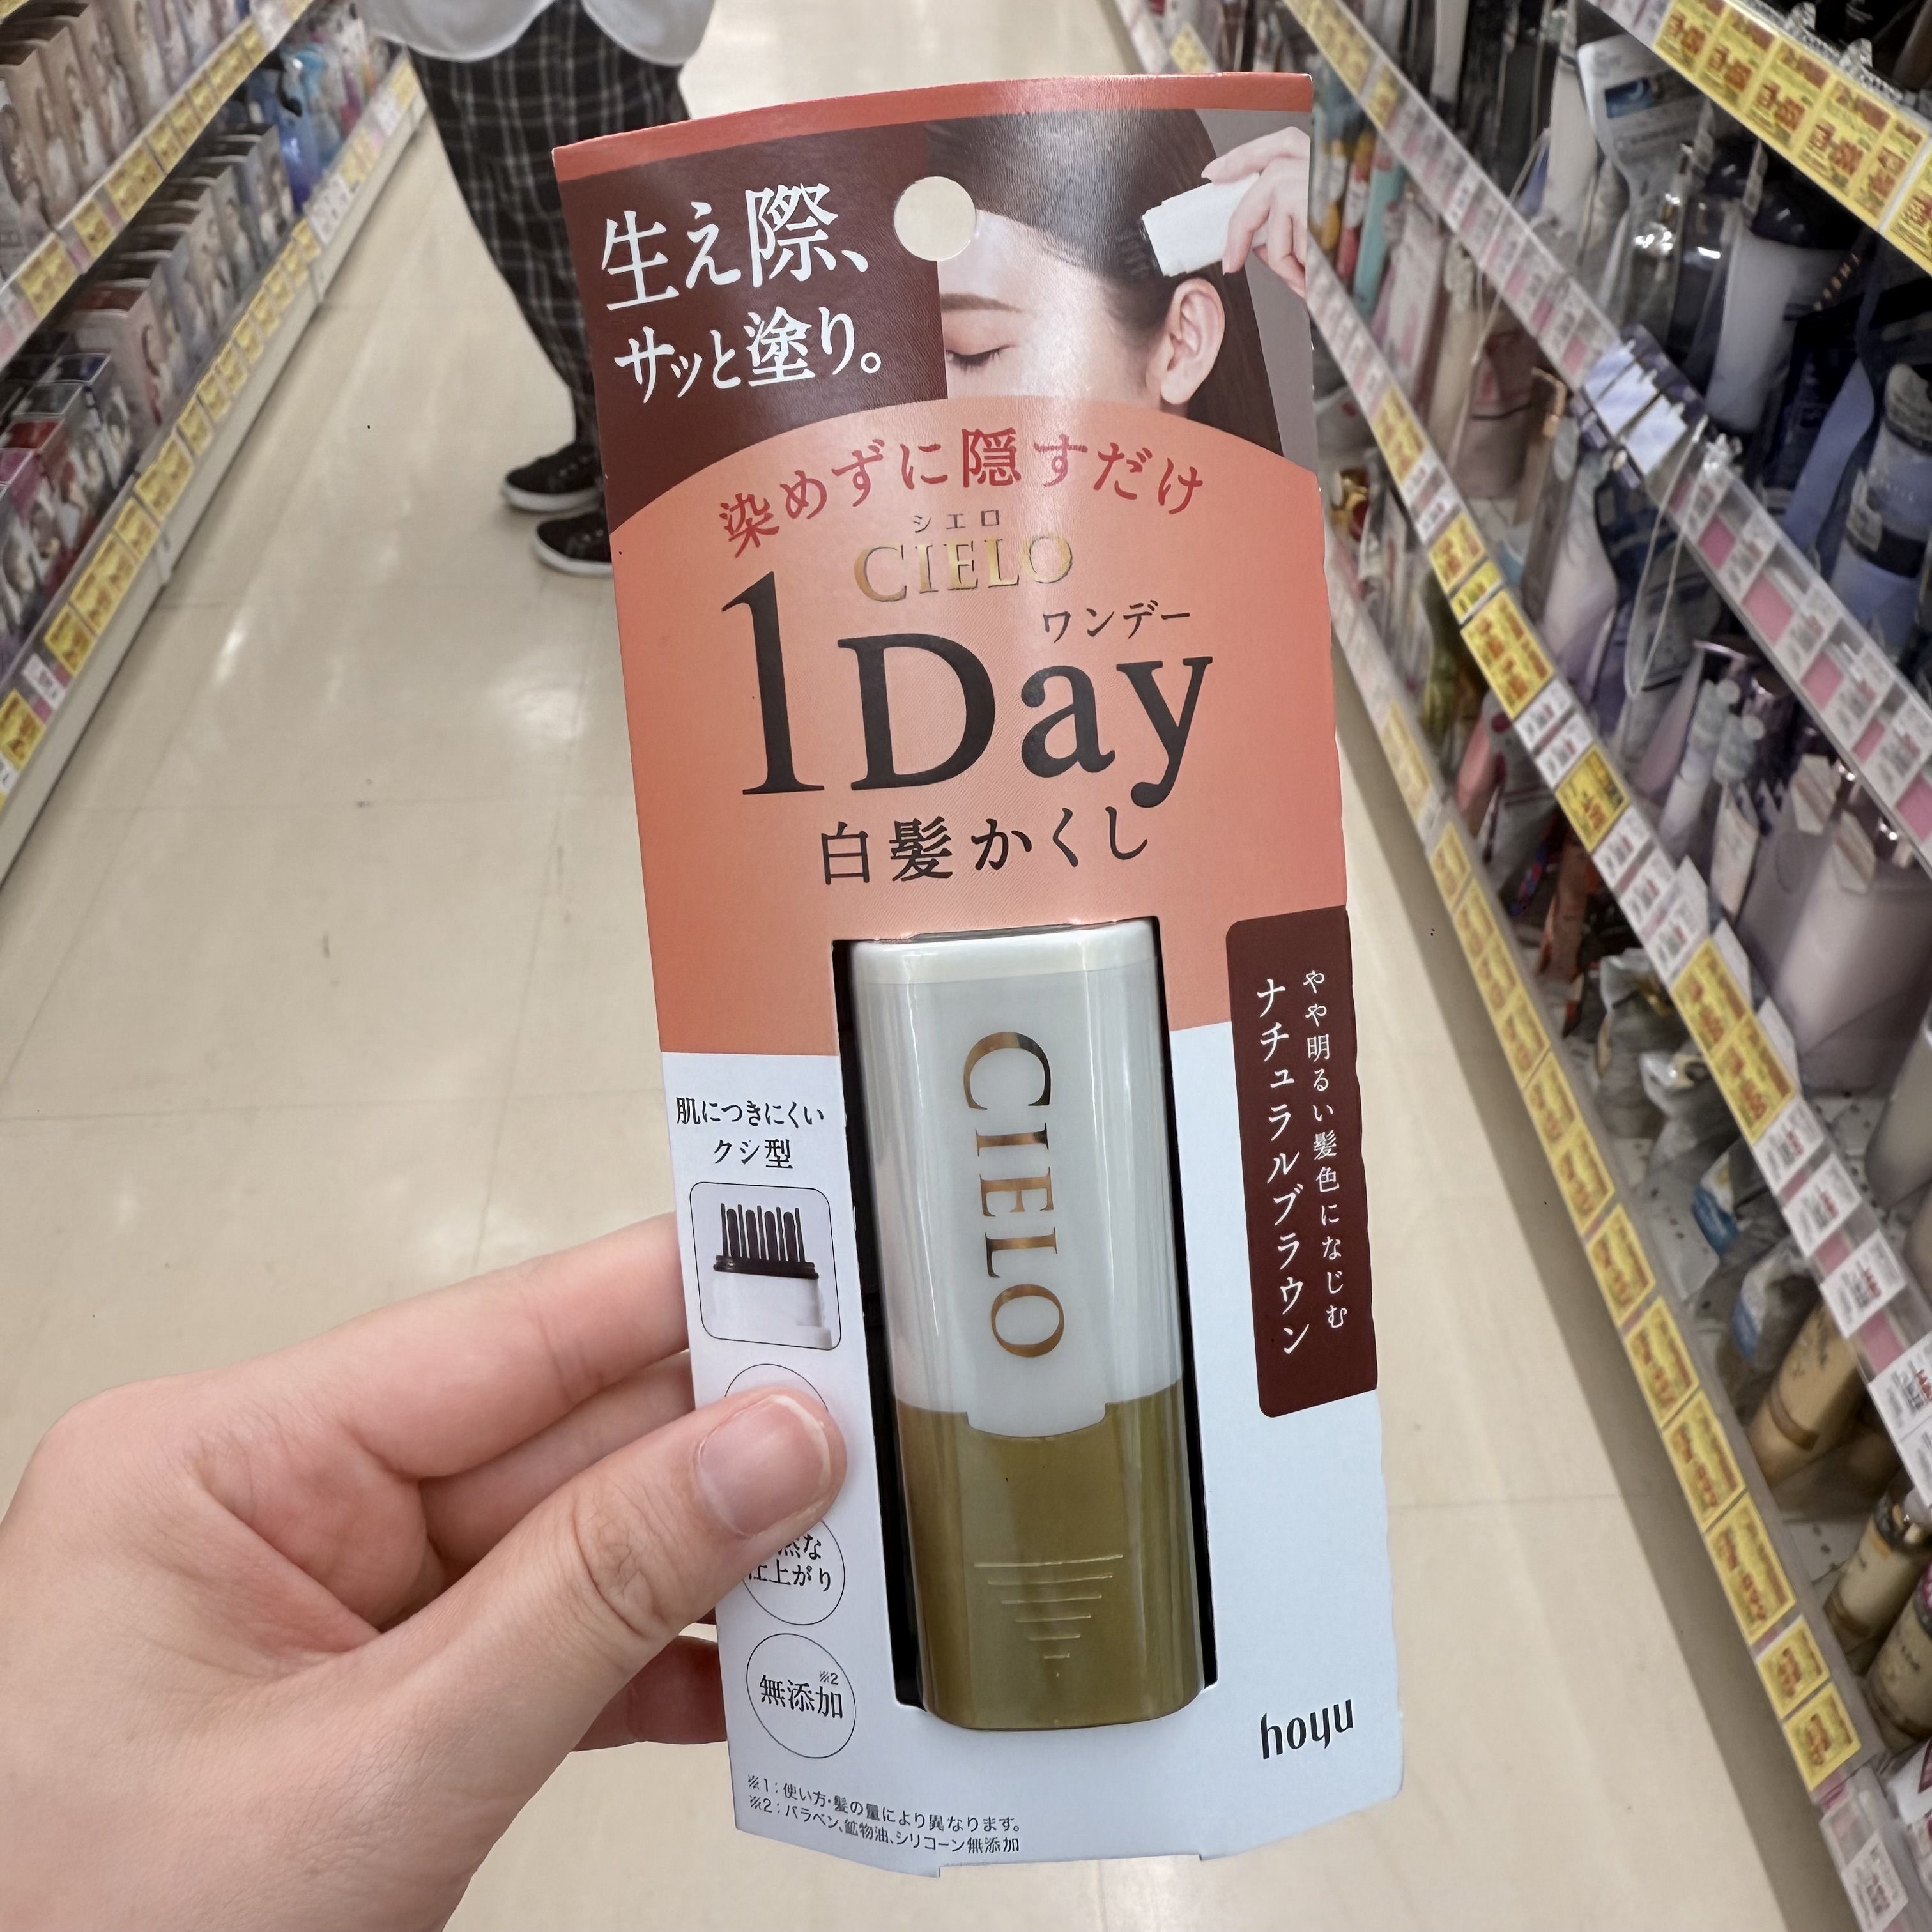 生え際、
サッと塗り。
染めずに隠すだけ
シエロ
CIELO
ワンデー
1Day
白髪かくし
やや明るい髪色になじむ
ナチュラルブラウン
肌につきにくい
クシ型
CIELO
な
上がり
※2
無添加
hoyu
※1:使い方・髪の量により異なります。
※2:パラベン、鉱物油、シリコーン無添加